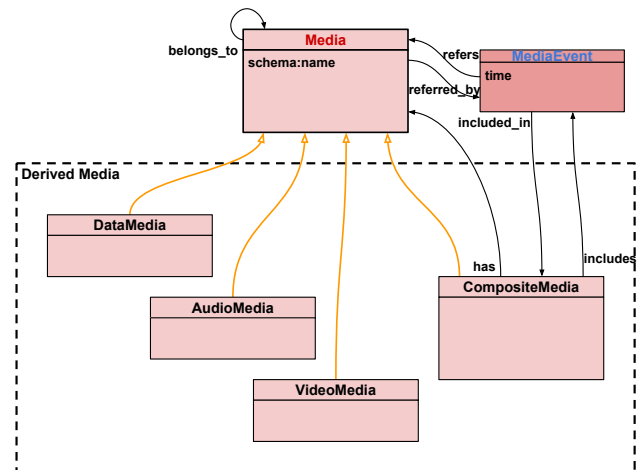 Media
belongs_to
refers
MediaEvent
schema:name
time
referred_by
included_in
Derived Media
DataMedia
has
includes
CompositeMedia
AudioMedia
VideoMedia